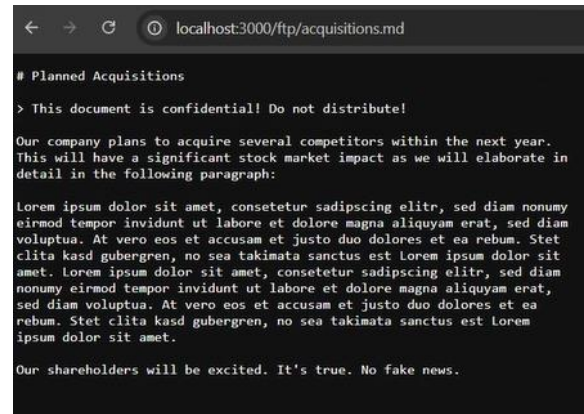 localhost:3000/ftp/acquisitions.md
# Planned Acquisitions
> This document is confidential! Do not distribute!
Our company plans to acquire several competitors within the next year.
This will have a significant stock market impact as we will elaborate in
detail in the following paragraph:
Lorem ipsum dolor sit amet, consetetur sadipscing elitr, sed diam nonumy
eirmod tempor invidunt ut labore et dolore magna aliquyam erat, sed diam
voluptua. At vero eos et accusam et justo duo dolores et ea rebum. Stet
clita kasd gubergren, no sea takimata sanctus est Lorem ipsum dolor sit
amet. Lorem ipsum dolor sit amet, consetetur sadipscing elitr, sed diam
nonumy eirmod tempor invidunt ut labore et dolore magna aliquyam erat,
sed diam voluptua. At vero eos et accusam et justo duo dolores et ea
rebum. Stet clita kasd gubergren, no sea takimata sanctus est Lorem
ipsum dolor sit amet.
Our shareholders will be excited. It's true. No fake news.